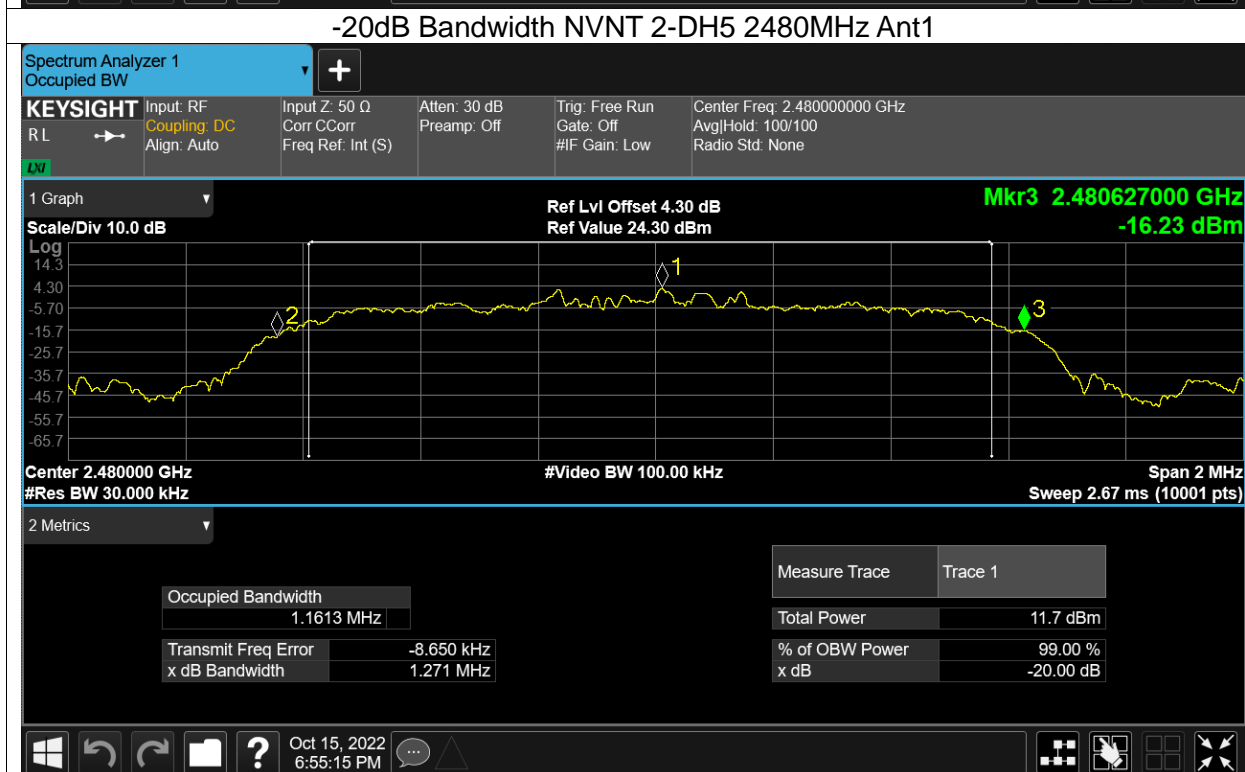 -20dB Bandwidth NVNT 2-DH5 2480MHz Ant1
Spectrum Analyzer 1
Occupied BW
+
KEYSIGHT
R L
LXI
Input: RF
Coupling: DC
Align: Auto
Input Z: 50 Ω
Corr CCorr
Freq Ref: Int (S)
Atten: 30 dB
Preamp: Off
Trig: Free Run
Gate: Off
#IF Gain: Low
Center Freq: 2.480000000 GHz
Avg|Hold: 100/100
Radio Std: None
1 Graph
Scale/Div 10.0 dB
Ref Lvl Offset 4.30 dB
Ref Value 24.30 dBm
Mkr3 2.480627000 GHz
-16.23 dBm
Log
14.3
4.30
-5.70
-15.7
-25.7
-35.7
-45.7
-55.7
-65.7
1
2
3
Center 2.480000 GHz
#Res BW 30.000 kHz
#Video BW 100.00 kHz
Span 2 MHz
Sweep 2.67 ms (10001 pts)
2 Metrics
Occupied Bandwidth
1.1613 MHz
Transmit Freq Error -8.650 kHz
x dB Bandwidth 1.271 MHz
Measure Trace Trace 1
Total Power 11.7 dBm
% of OBW Power 99.00 %
x dB -20.00 dB
?
Oct 15, 2022
6:55:15 PM